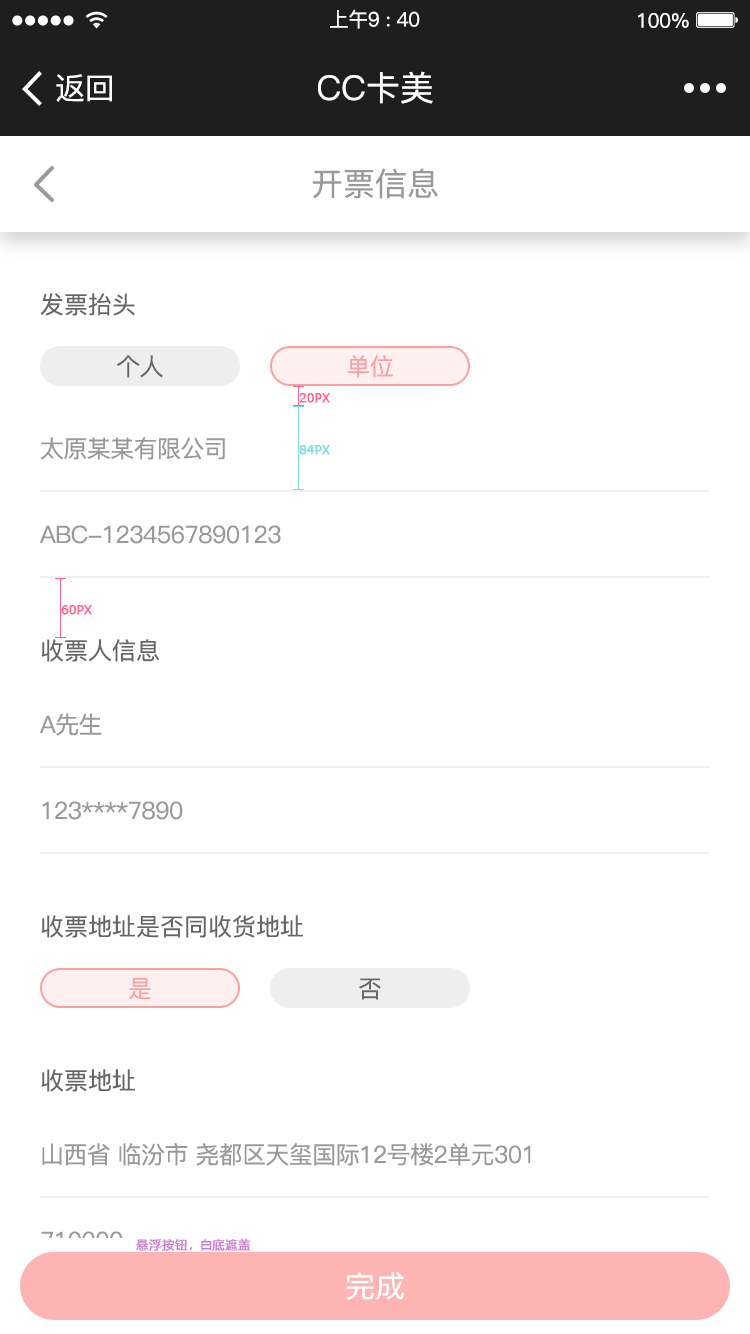 上午9 : 40
100%
返回
CC卡美
开票信息
发票抬头
个人
单位
20PX
太原某某有限公司
84PX
ABC-1234567890123
60PX
收票人信息
A先生
123****7890
收票地址是否同收货地址
是
否
收票地址
山西省 临汾市 尧都区天玺国际12号楼2单元301
悬浮按钮，白底遮盖
完成